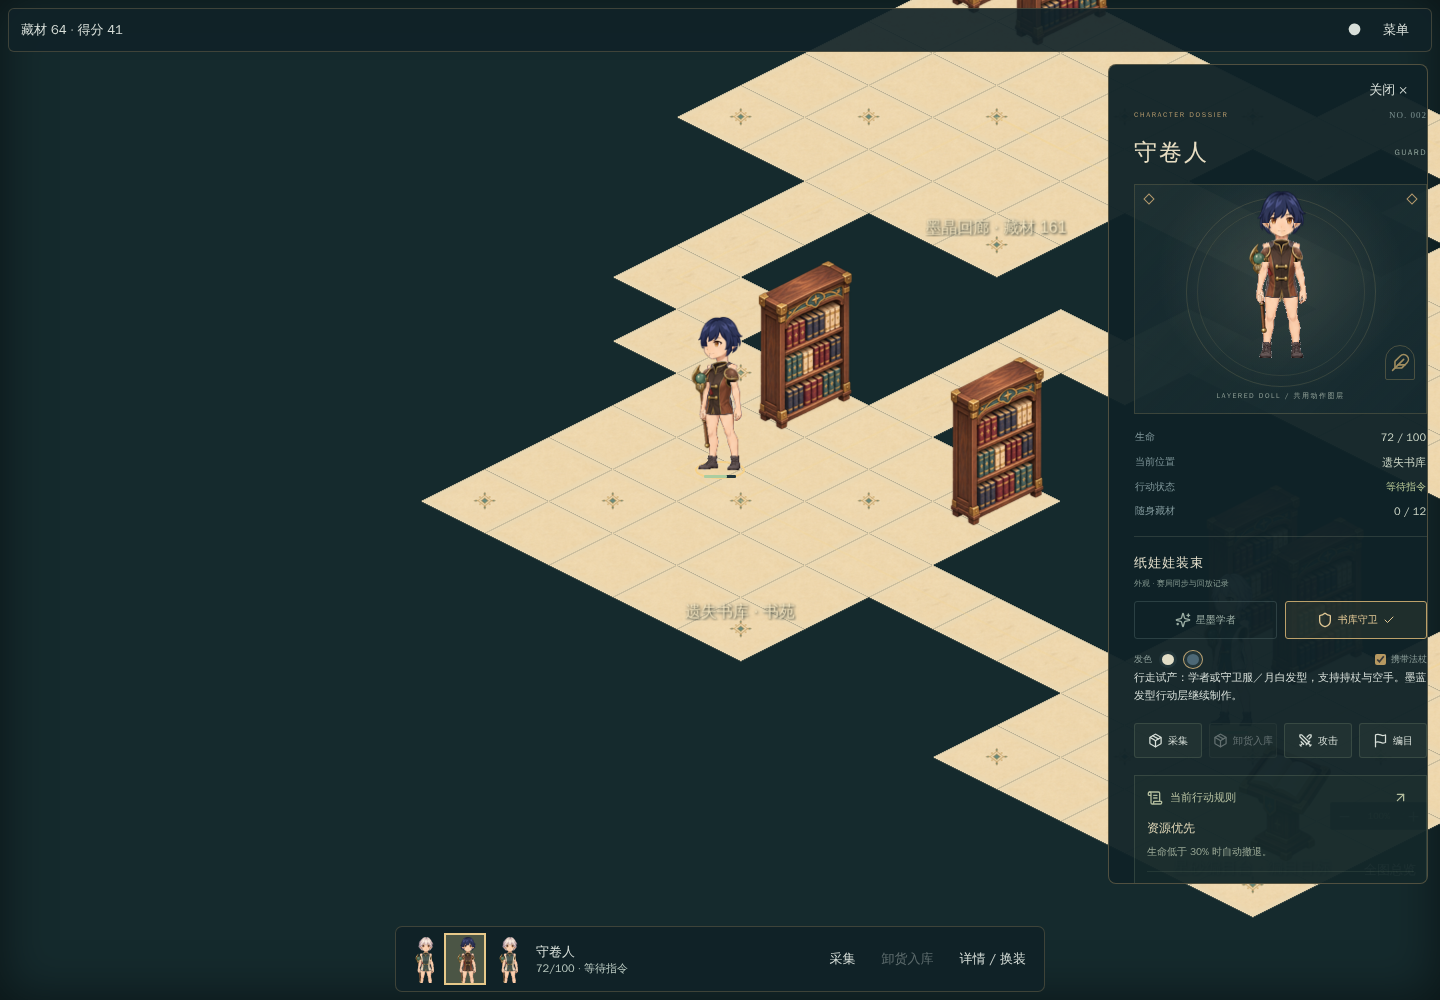 藏材 64 · 得分 41
菜单
关闭 ×
CHARACTER DOSSIER
NO. 002
守卷人
GUARD
墨晶回廊 · 藏材 161
LAYERED DOLL / 共用动作图层
生命
72 / 100
当前位置
遗失书库
行动状态
等待指令
随身藏材
0 / 12
纸娃娃装束
外观 · 赛局同步与回放记录
遗失书库 · 书苑
星墨学者
书库守卫
发色
携带法杖
行走试产：学者或守卫服／月白发型，支持持杖与空手。墨蓝
发型行动层继续制作。
采集
卸货入库
攻击
编目
当前行动规则
资源优先
生命低于 30% 时自动撤退。
守卷人
72/100 · 等待指令
采集
卸货入库
详情 / 换装